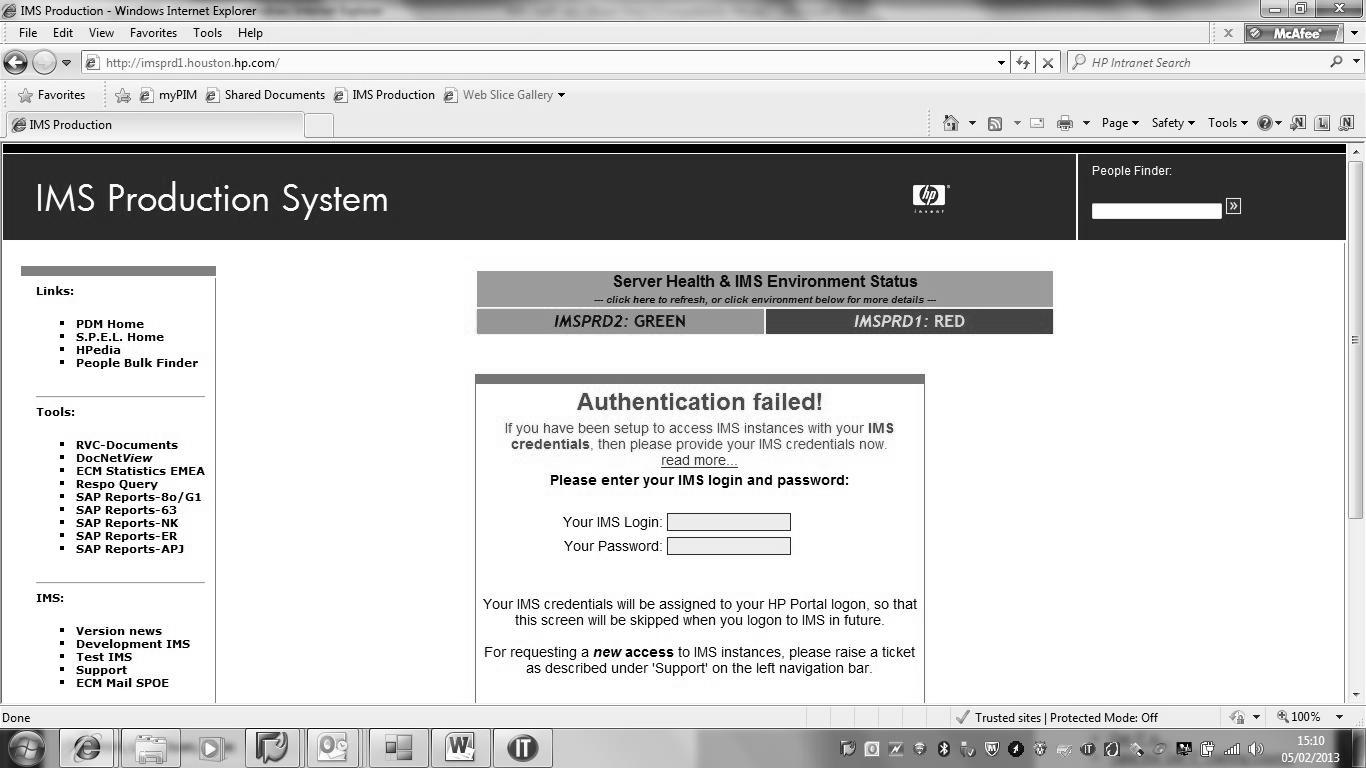 IMS Production - Windows Internet Explorer
File Edit View Favorites Tools Help
McAfee
http://imsprd1.houston.hp.com/
HP Intranet Search
Favorites myPIM Shared Documents IMS Production Web Slice Gallery
IMS Production
Page Safety Tools
IMS Production System
hp
invent
People Finder:
Links:
PDM Home
S.P.E.L. Home
HPedia
People Bulk Finder
Tools:
RVC-Documents
DocNetView
ECM Statistics EMEA
Respo Query
SAP Reports-8o/G1
SAP Reports-63
SAP Reports-NK
SAP Reports-ER
SAP Reports-APJ
IMS:
Version news
Development IMS
Test IMS
Support
ECM Mail SPOE
Server Health & IMS Environment Status
--- click here to refresh, or click environment below for more details ---
IMSPRD2: GREEN
IMSPRD1: RED
Authentication failed!
If you have been setup to access IMS instances with your IMS
credentials, then please provide your IMS credentials now.
read more...
Please enter your IMS login and password:
Your IMS Login:
Your Password:
Your IMS credentials will be assigned to your HP Portal logon, so that
this screen will be skipped when you logon to IMS in future.
For requesting a new access to IMS instances, please raise a ticket
as described under 'Support' on the left navigation bar.
Done
Trusted sites | Protected Mode: Off
100%
IT
15:10
05/02/2013